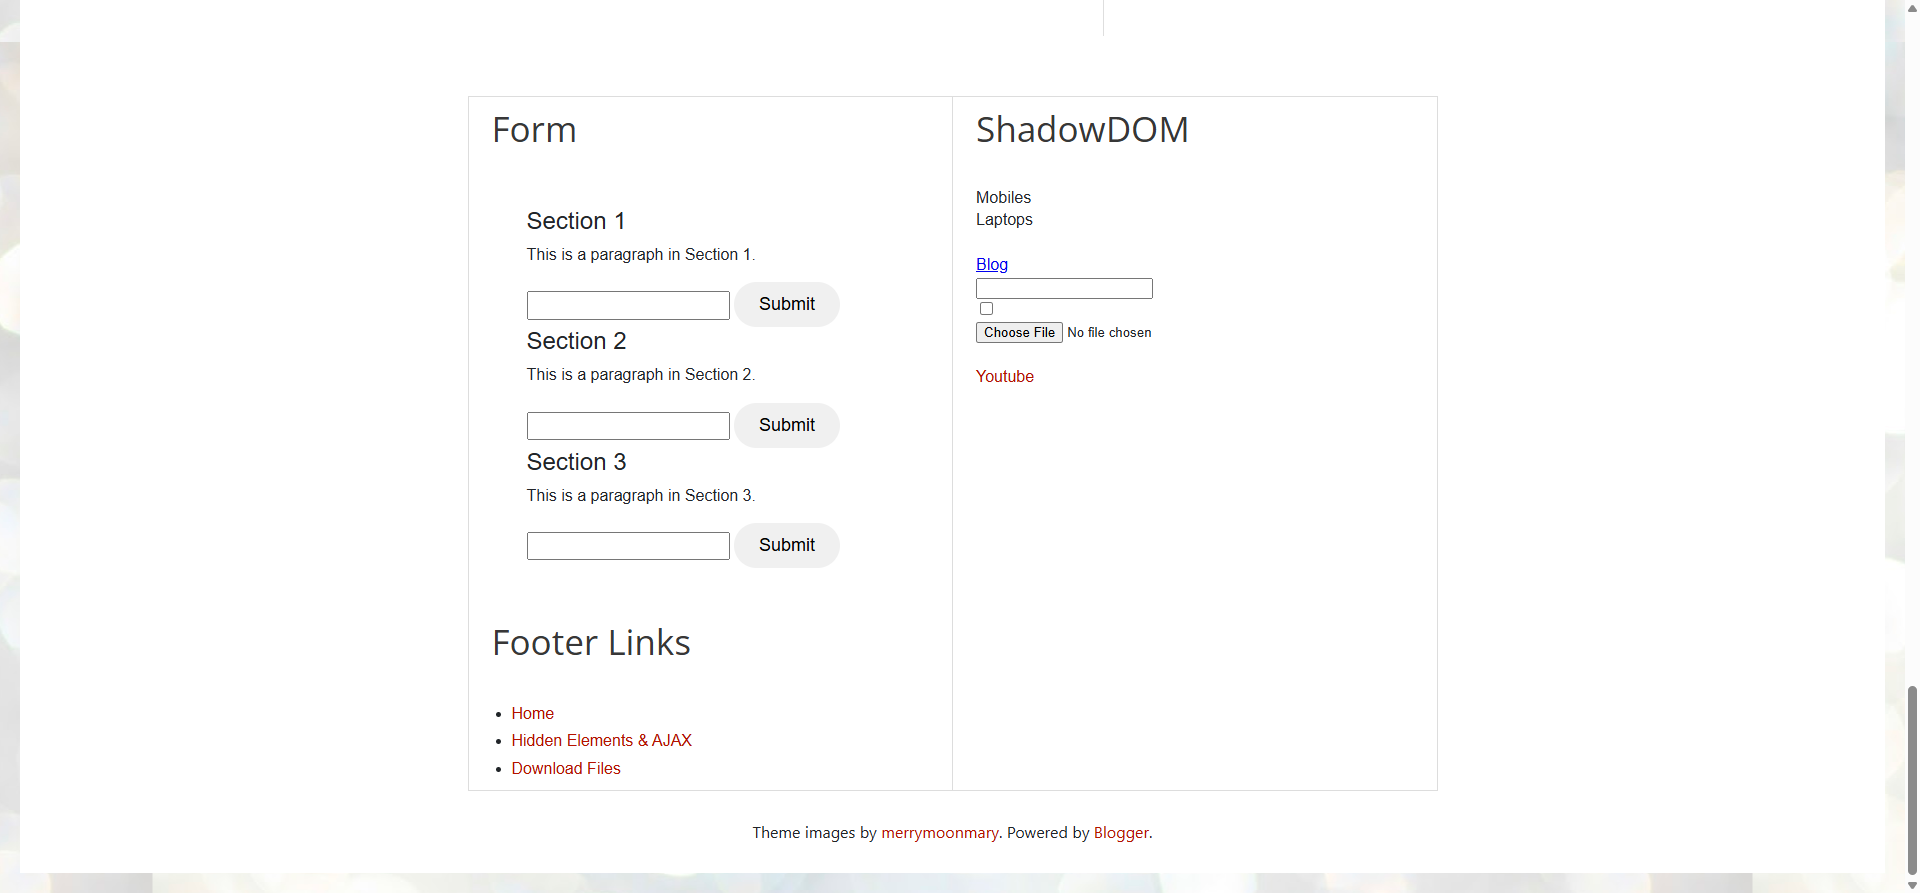 Form
Section 1
This is a paragraph in Section 1.
Submit
Section 2
This is a paragraph in Section 2.
Submit
Section 3
This is a paragraph in Section 3.
Submit
Footer Links
Home
Hidden Elements & AJAX
Download Files
ShadowDOM
Mobiles
Laptops
Blog
Choose File No file chosen
Youtube
Theme images by merrymoonmary. Powered by Blogger.